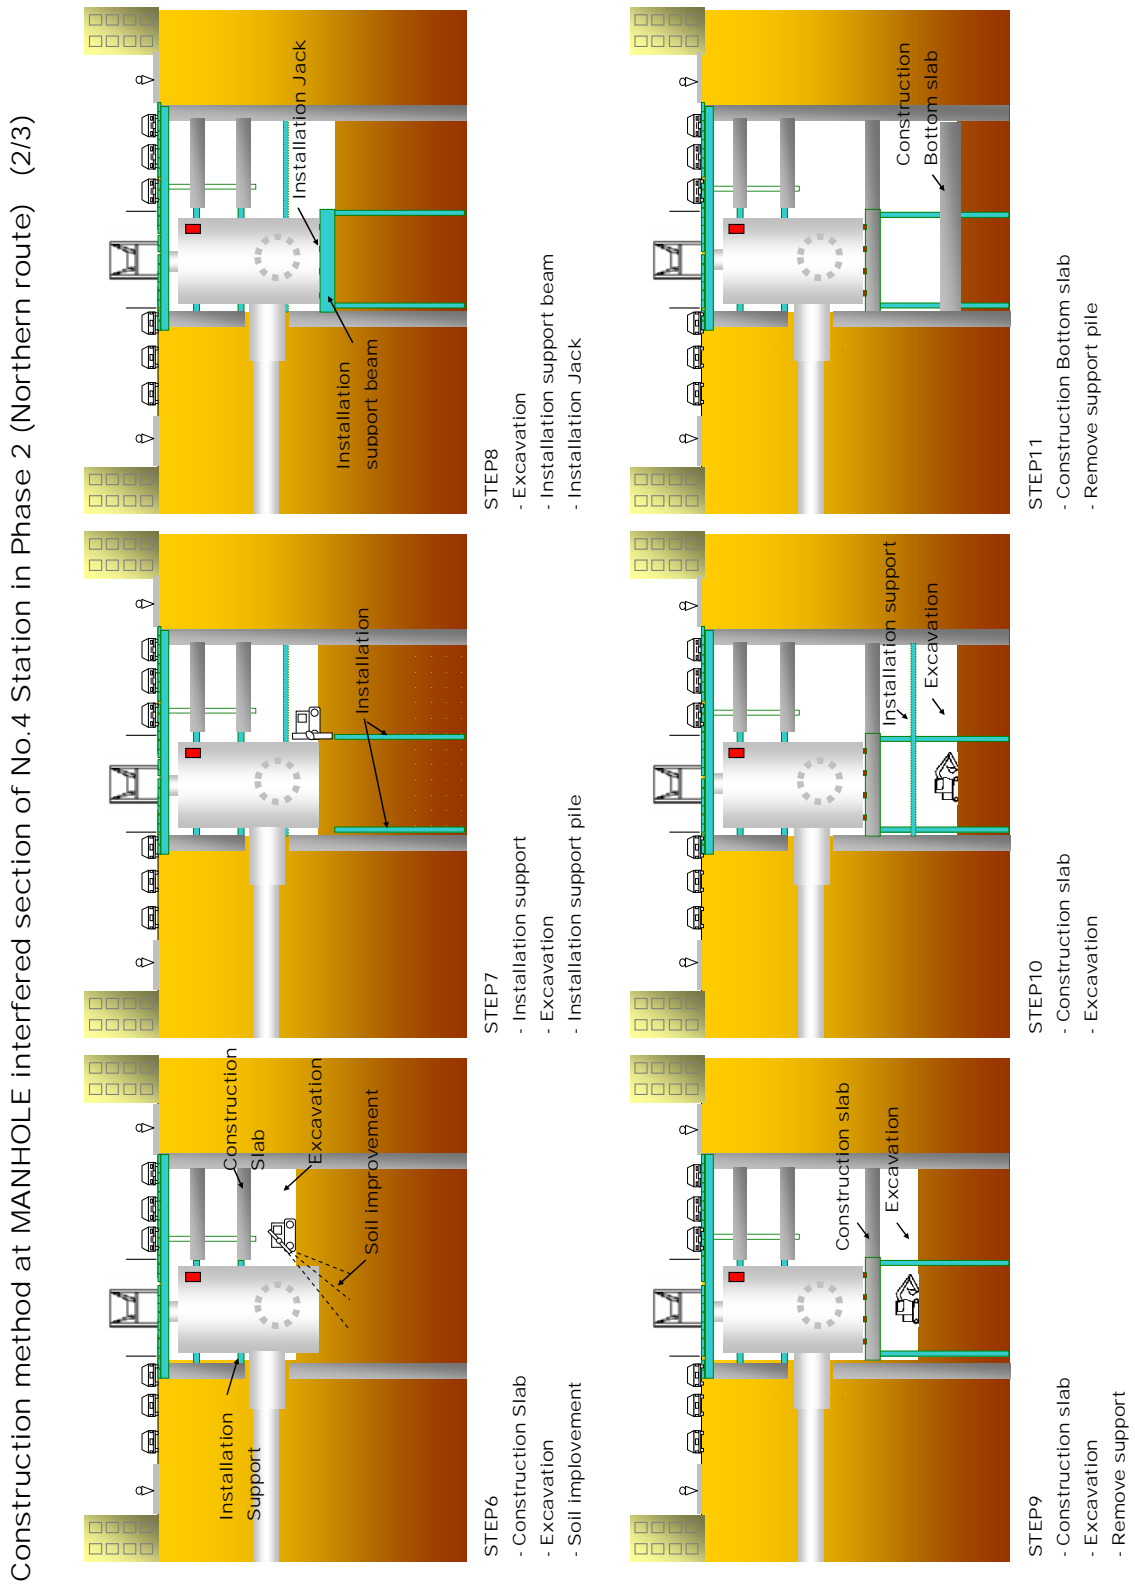 Construction method at MANHOLE interfered section of No.4 Station in Phase 2 (Northern route) (2/3)
Installation
Support
Construction
Slab
Excavation
Soil improvement
STEP6
- Construction Slab
- Excavation
- Soil implovement
Installation
STEP7
- Installation support
- Excavation
- Installation support pile
Installation
support beam
Installation Jack
STEP8
- Excavation
- Installation support beam
- Installation Jack
Construction slab
Excavation
STEP9
- Construction slab
- Excavation
- Remove support
Installation support
Excavation
STEP10
- Construction slab
- Excavation
Construction
Bottom slab
STEP11
- Construction Bottom slab
- Remove support pile